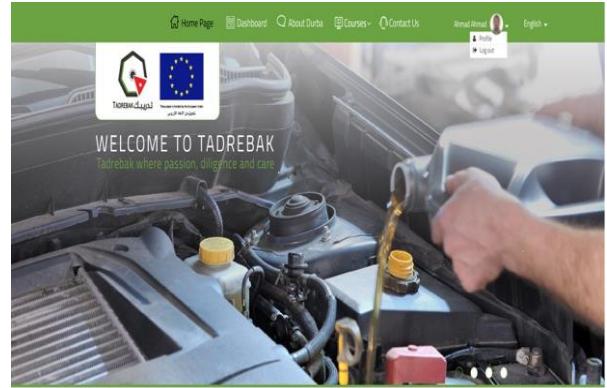 Home Page Dashboard About Durba Courses Contact Us Ahmad Ahmad English
Profile
Log out
TADREBAK تدريبك
WELCOME TO TADREBAK
Tadrebak where passion, diligence and care